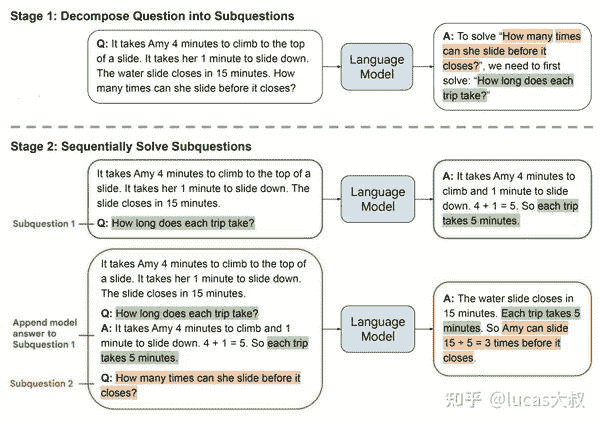 Stage 1: Decompose Question into Subquestions
Q: It takes Amy 4 minutes to climb to the top
of a slide. It takes her 1 minute to slide down.
The water slide closes in 15 minutes. How
many times can she slide before it closes?
Language
Model
A: To solve “How many times
can she slide before it
closes?”, we need to first
solve: “How long does each
trip take?”
Stage 2: Sequentially Solve Subquestions
It takes Amy 4 minutes to climb to the top of a
slide. It takes her 1 minute to slide down. The
slide closes in 15 minutes.
Subquestion 1
Q: How long does each trip take?
Language
Model
A: It takes Amy 4 minutes to
climb and 1 minute to slide
down. 4 + 1 = 5. So each trip
takes 5 minutes.
It takes Amy 4 minutes to climb to the top of
a slide. It takes her 1 minute to slide down.
The slide closes in 15 minutes.
Append model
answer to
Subquestion 1
Q: How long does each trip take?
A: It takes Amy 4 minutes to climb and 1
minute to slide down. 4 + 1 = 5. So each trip
takes 5 minutes.
Subquestion 2
Q: How many times can she slide before it
closes?
Language
Model
A: The water slide closes in
15 minutes. Each trip takes 5
minutes. So Amy can slide
15 ÷ 5 = 3 times before it
closes.
知乎 @lucas大叔